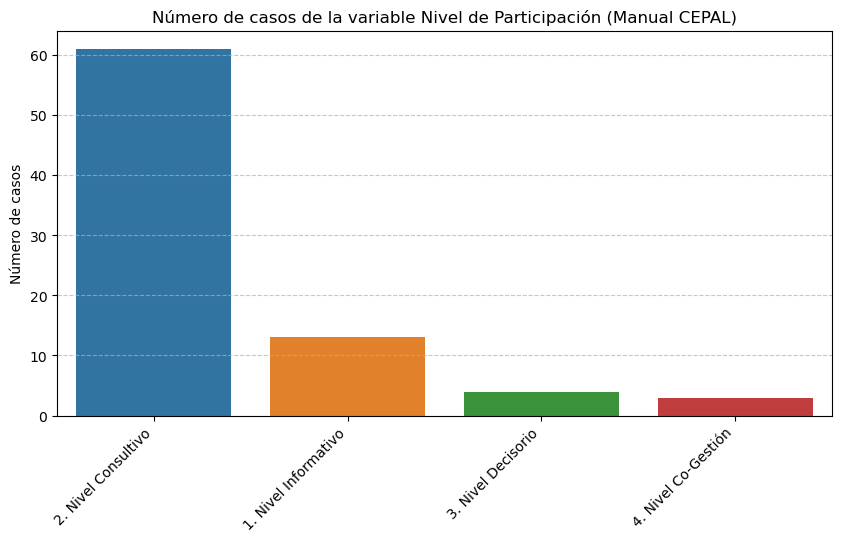 Número de casos de la variable Nivel de Participación (Manual CEPAL)
Número de casos
60
50
40
30
20
10
0
2. Nivel Consultivo
1. Nivel Informativo
3. Nivel Decisorio
4. Nivel Co-Gestión